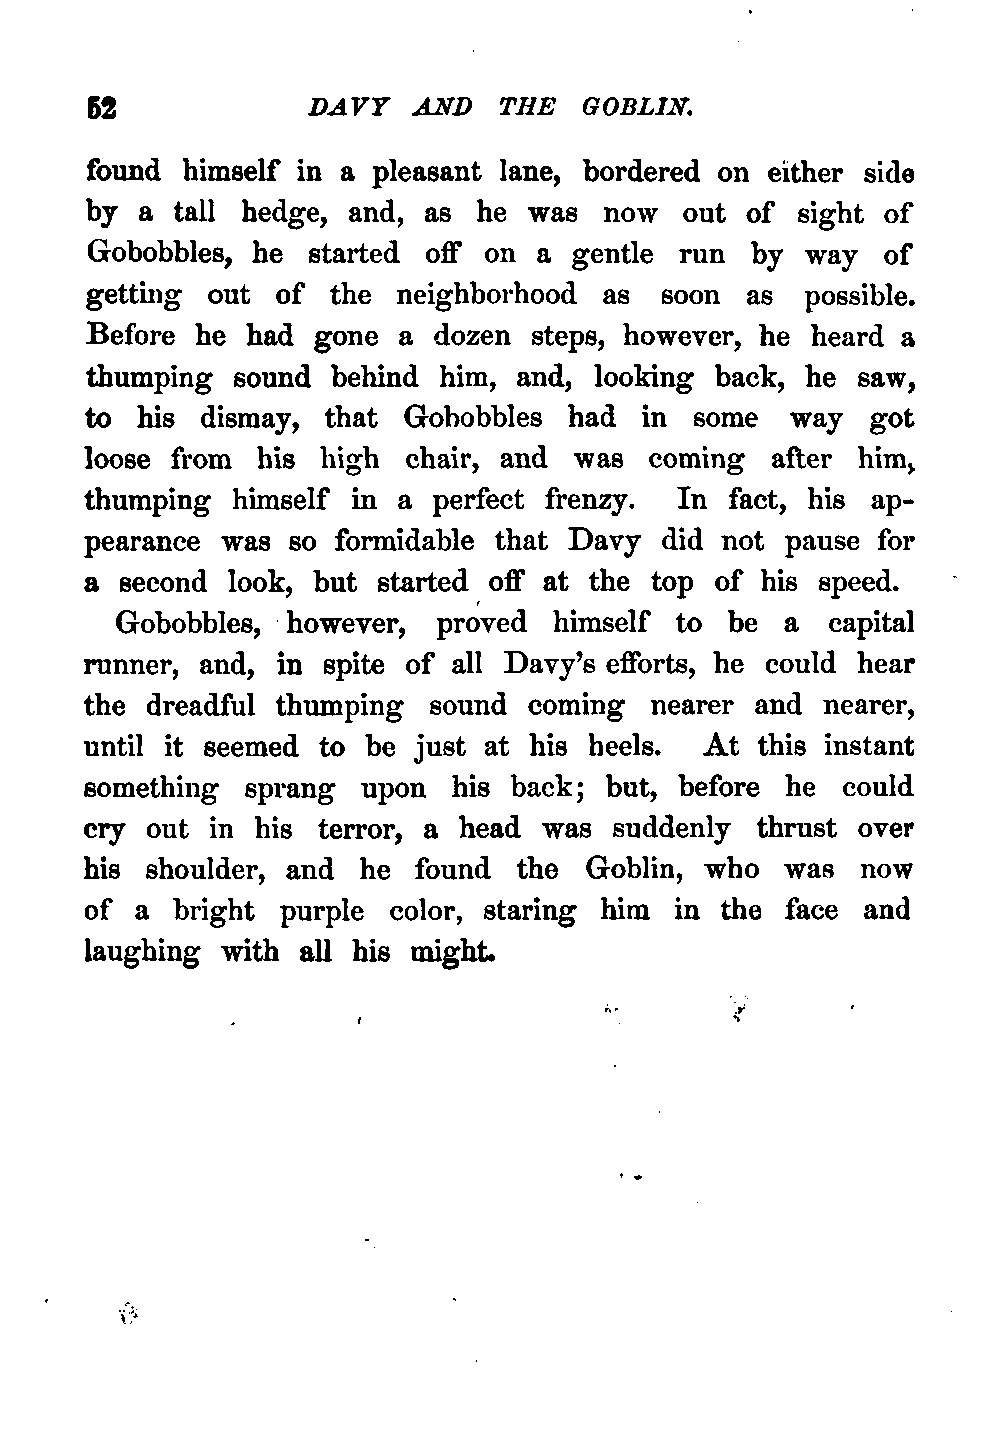 52 DAVY AND THE GOBLIN.
found himself in a pleasant lane, bordered on either side
by a tall hedge, and, as he was now out of sight of
Gobobbles, he started off on a gentle run by way of
getting out of the neighborhood as soon as possible.
Before he had gone a dozen steps, however, he heard a
thumping sound behind him, and, looking back, he saw,
to his dismay, that Gobobbles had in some way got
loose from his high chair, and was coming after him,
thumping himself in a perfect frenzy. In fact, his ap-
pearance was so formidable that Davy did not pause for
a second look, but started off at the top of his speed.
Gobobbles, however, proved himself to be a capital
runner, and, in spite of all Davy's efforts, he could hear
the dreadful thumping sound coming nearer and nearer,
until it seemed to be just at his heels. At this instant
something sprang upon his back; but, before he could
cry out in his terror, a head was suddenly thrust over
his shoulder, and he found the Goblin, who was now
of a bright purple color, staring him in the face and
laughing with all his might.